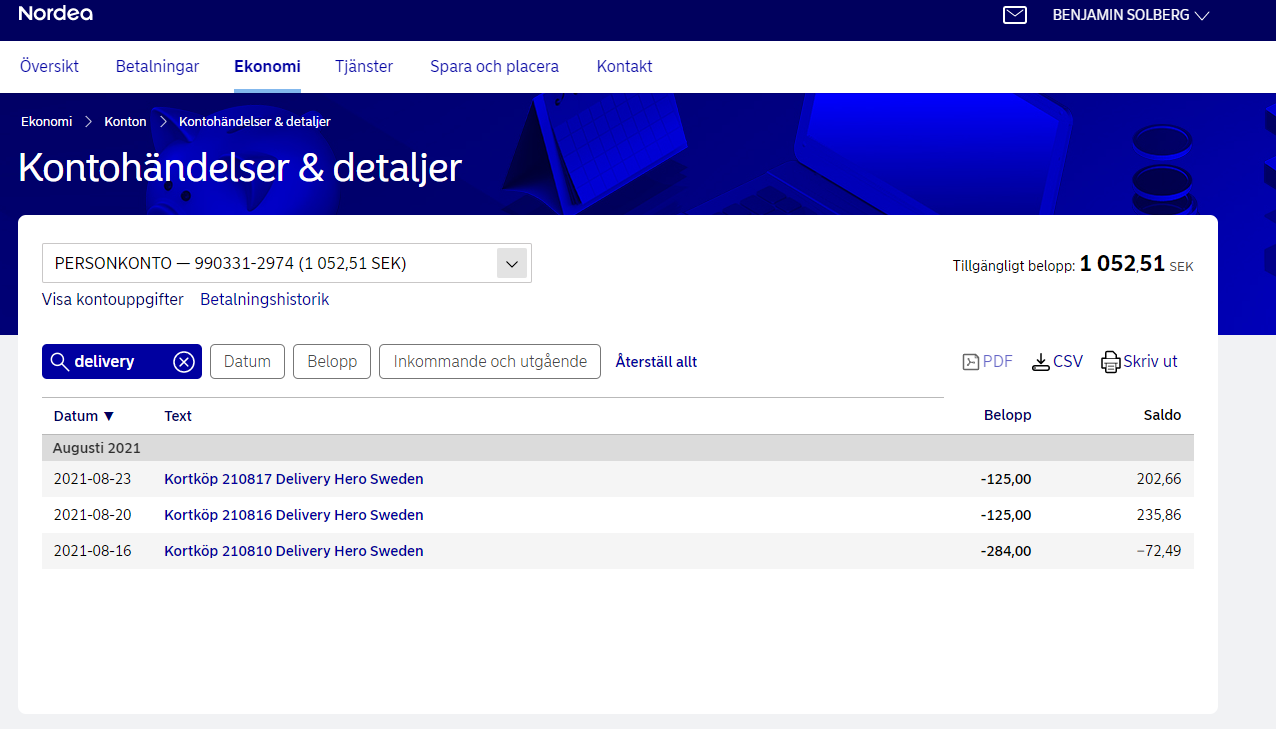 Nordea
BENJAMIN SOLBERG
Översikt Betalningar Ekonomi Tjänster Spara och placera Kontakt
Ekonomi Konton Kontohändelser & detaljer
Kontohändelser & detaljer
PERSONKONTO — 990331-2974 (1 052,51 SEK)
Tillgängligt belopp: 1 052,51 SEK
Visa kontouppgifter Betalningshistorik
delivery Datum Belopp Inkommande och utgående Återställ allt PDF CSV Skriv ut
Datum ▼ Text Belopp Saldo
Augusti 2021
2021-08-23 Kortköp 210817 Delivery Hero Sweden -125,00 202,66
2021-08-20 Kortköp 210816 Delivery Hero Sweden -125,00 235,86
2021-08-16 Kortköp 210810 Delivery Hero Sweden -284,00 −72,49